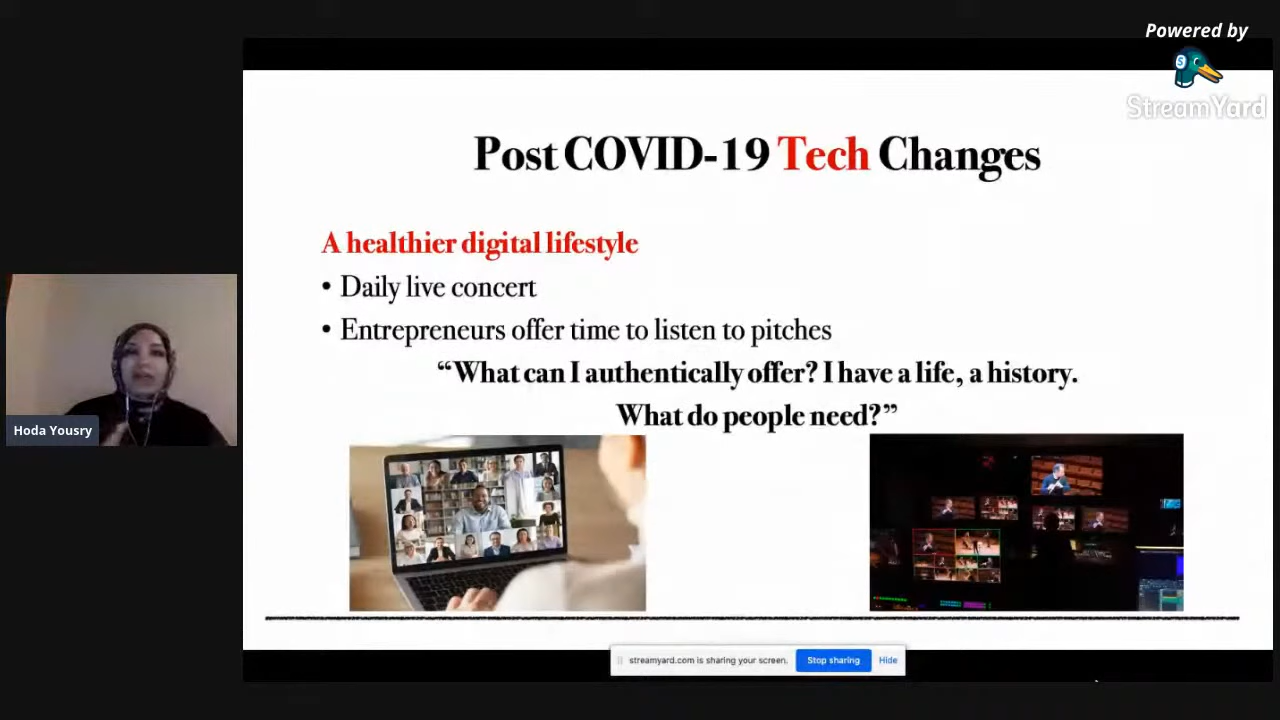 Powered by
StreamYard
Post COVID-19 Tech Changes
A healthier digital lifestyle
• Daily live concert
• Entrepreneurs offer time to listen to pitches
“What can I authentically offer? I have a life, a history.
What do people need?”
Hoda Yousry
streamyard.com is sharing your screen.
Stop sharing
Hide